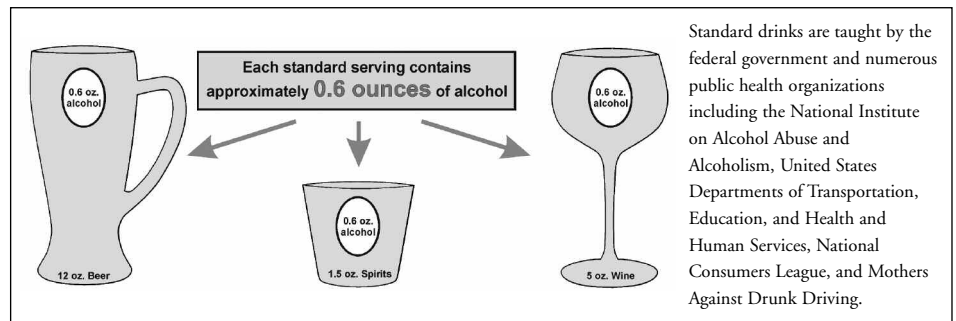 Each standard serving contains
approximately 0.6 ounces of alcohol
0.6 oz.
alcohol
12 oz. Beer
0.6 oz.
alcohol
1.5 oz. Spirits
0.6 oz.
alcohol
5 oz. Wine
Standard drinks are taught by the
federal government and numerous
public health organizations
including the National Institute
on Alcohol Abuse and
Alcoholism, United States
Departments of Transportation,
Education, and Health and
Human Services, National
Consumers League, and Mothers
Against Drunk Driving.